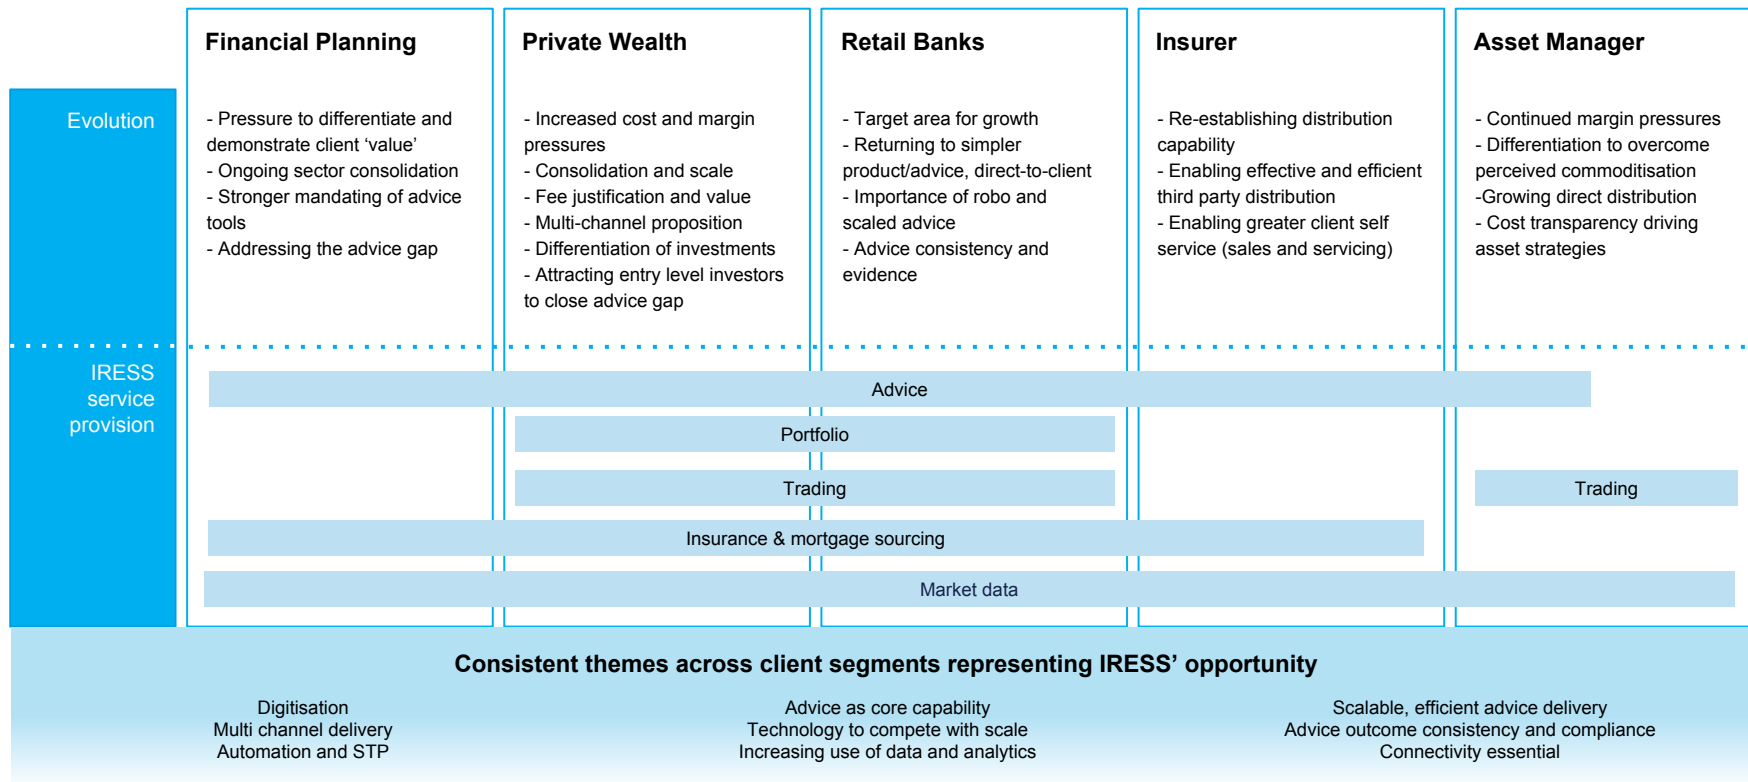 Financial Planning
Private Wealth
Retail Banks
Insurer
Asset Manager
Evolution
- Pressure to differentiate and
demonstrate client ‘value’
- Ongoing sector consolidation
- Stronger mandating of advice
tools
- Addressing the advice gap
- Increased cost and margin
pressures
- Consolidation and scale
- Fee justification and value
- Multi-channel proposition
- Differentiation of investments
- Attracting entry level investors
to close advice gap
- Target area for growth
- Returning to simpler
product/advice, direct-to-client
- Importance of robo and
scaled advice
- Advice consistency and
evidence
- Re-establishing distribution
capability
- Enabling effective and efficient
third party distribution
- Enabling greater client self
service (sales and servicing)
- Continued margin pressures
- Differentiation to overcome
perceived commoditisation
-Growing direct distribution
- Cost transparency driving
asset strategies
IRESS
service
provision
Advice
Portfolio
Trading
Trading
Insurance & mortgage sourcing
Market data
Consistent themes across client segments representing IRESS’ opportunity
Digitisation
Multi channel delivery
Automation and STP
Advice as core capability
Technology to compete with scale
Increasing use of data and analytics
Scalable, efficient advice delivery
Advice outcome consistency and compliance
Connectivity essential